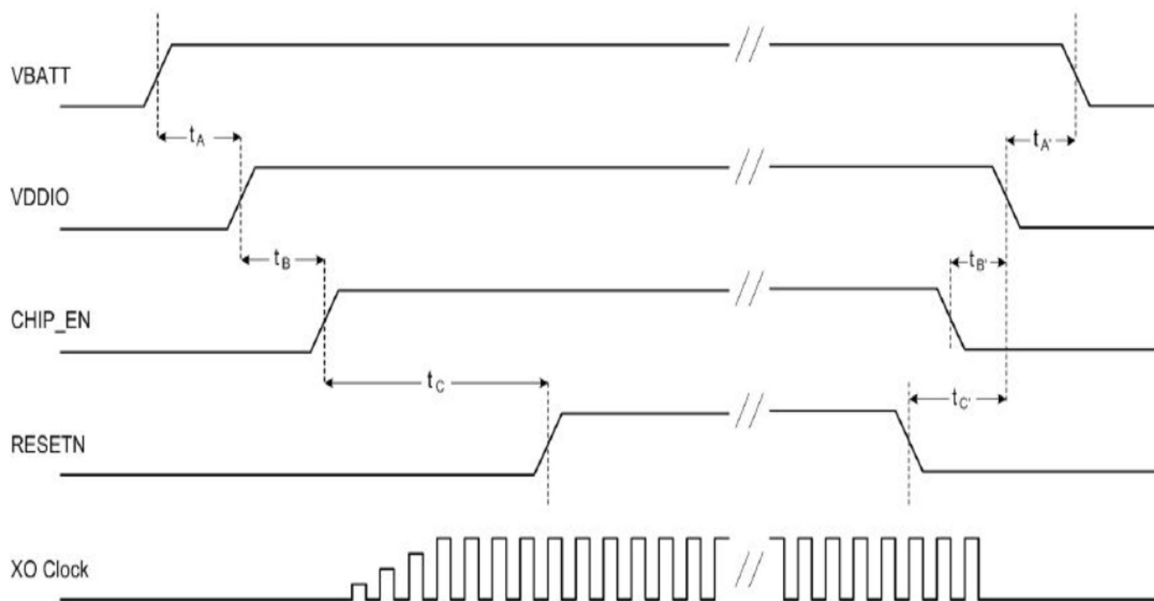 VBATT
tA
tA'
VDDIO
tB
tB'
CHIP_EN
tC
tC'
RESETN
XO Clock